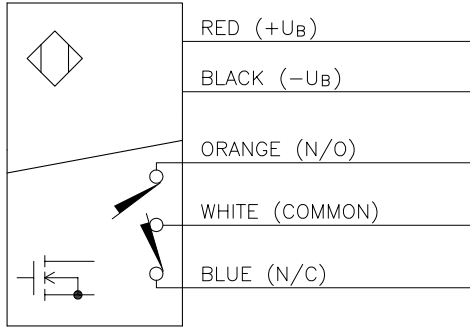 RED (+UB)
BLACK (−UB)
ORANGE (N/O)
WHITE (COMMON)
BLUE (N/C)